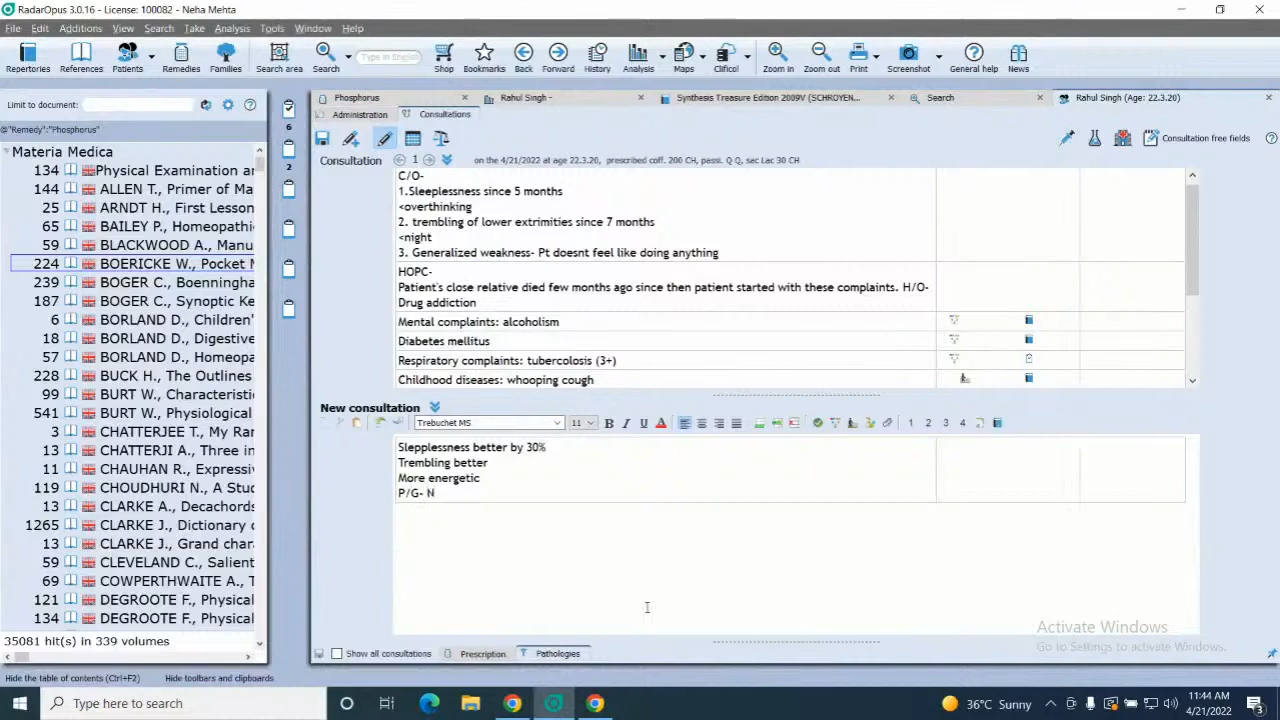 RadarOpus 3.0.16 - License: 100082 - Neha Mehta
File Edit Additions View Search Take Analysis Tools Window Help
Type in English
Repertories References Patients Remedies Families Search area Search Shop Bookmarks Back Forward History Analysis Maps Clificol Zoom in Zoom out Print Screenshot General help News
Limit to document:
@"Remedy":"Phosphorus"
Materia Medica
134 Physical Examination ar
144 ALLEN T., Primer of Ma
25 ARNDT H., First Lesson
65 BAILEY P., Homeopathi
59 BLACKWOOD A., Manu
224 BOERICKE W., Pocket M
239 BOGER C., Boenningha
187 BOGER C., Synoptic Ke
6 BORLAND D., Children'
18 BORLAND D., Digestive
57 BORLAND D., Homeopa
228 BUCK H., The Outlines
99 BURT W., Characteristi
541 BURT W., Physiological
3 CHATTERJEE T., My Rar
13 CHATTERJI A., Three in
11 CHAUHAN R., Expressiv
119 CHOUDHURI N., A Stud
13 CLARKE A., Decachords
1265 CLARKE J., Dictionary o
13 CLARKE J., Grand char
59 CLEVELAND C., Salient
69 COWPERTHWAITE A., T
121 DEGROOTE F., Physical
134 DEGROOTE F., Physical
35081 hit(s) in 339 volumes
6
2
Phosphorus Rahul Singh - Synthesis Treasure Edition 2009V (SCHROYEN... Search Rahul Singh (Age: 22.3.20)
Administration Consultations
Consultation free fields
Consultation 1 on the 4/21/2022 at age 22.3.20, prescribed coff. 200 CH, passi. Q Q, sec Lac 30 CH
C/O-
1.Sleeplessness since 5 months
<overthinking
2. trembling of lower extrimities since 7 months
<night
3. Generalized weakness- Pt doesnt feel like doing anything
HOPC-
Patient's close relative died few months ago since then patient started with these complaints. H/O-
Drug addiction
Mental complaints: alcoholism
Diabetes mellitus
Respiratory complaints: tubercolosis (3+)
Childhood diseases: whooping cough
New consultation
Trebuchet MS 11 B I U A 1 2 3 4
Slepplesness better by 30%
Trembling better
More energetic
P/G- N
Activate Windows
Go to Settings to activate Windows.
Show all consultations Prescription Pathologies
Hide the table of contents (Ctrl+F2) Hide toolbars and clipboards
Type here to search
36°C Sunny
11:44 AM
4/21/2022
3